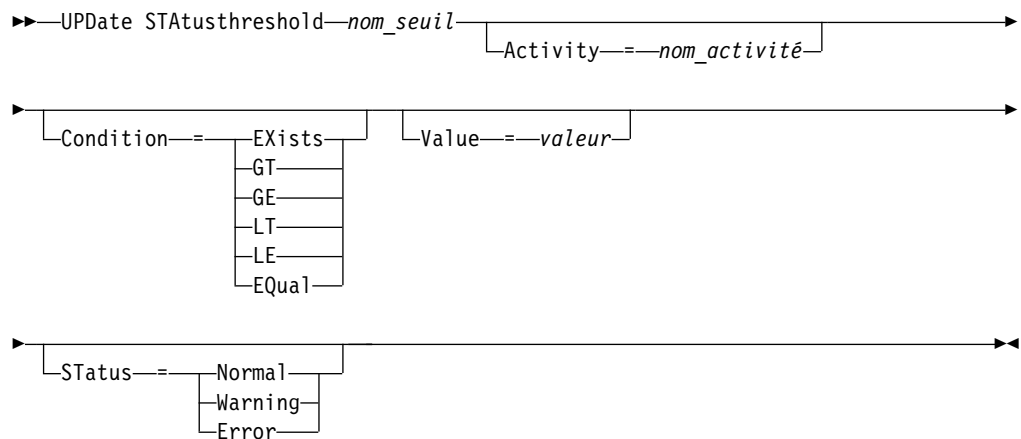 UPDate STAtusthreshold nom_seuil
Activity = nom_activité
Condition = EXists
GT
GE
LT
LE
EQual
Value = valeur
STatus = Normal
Warning
Error